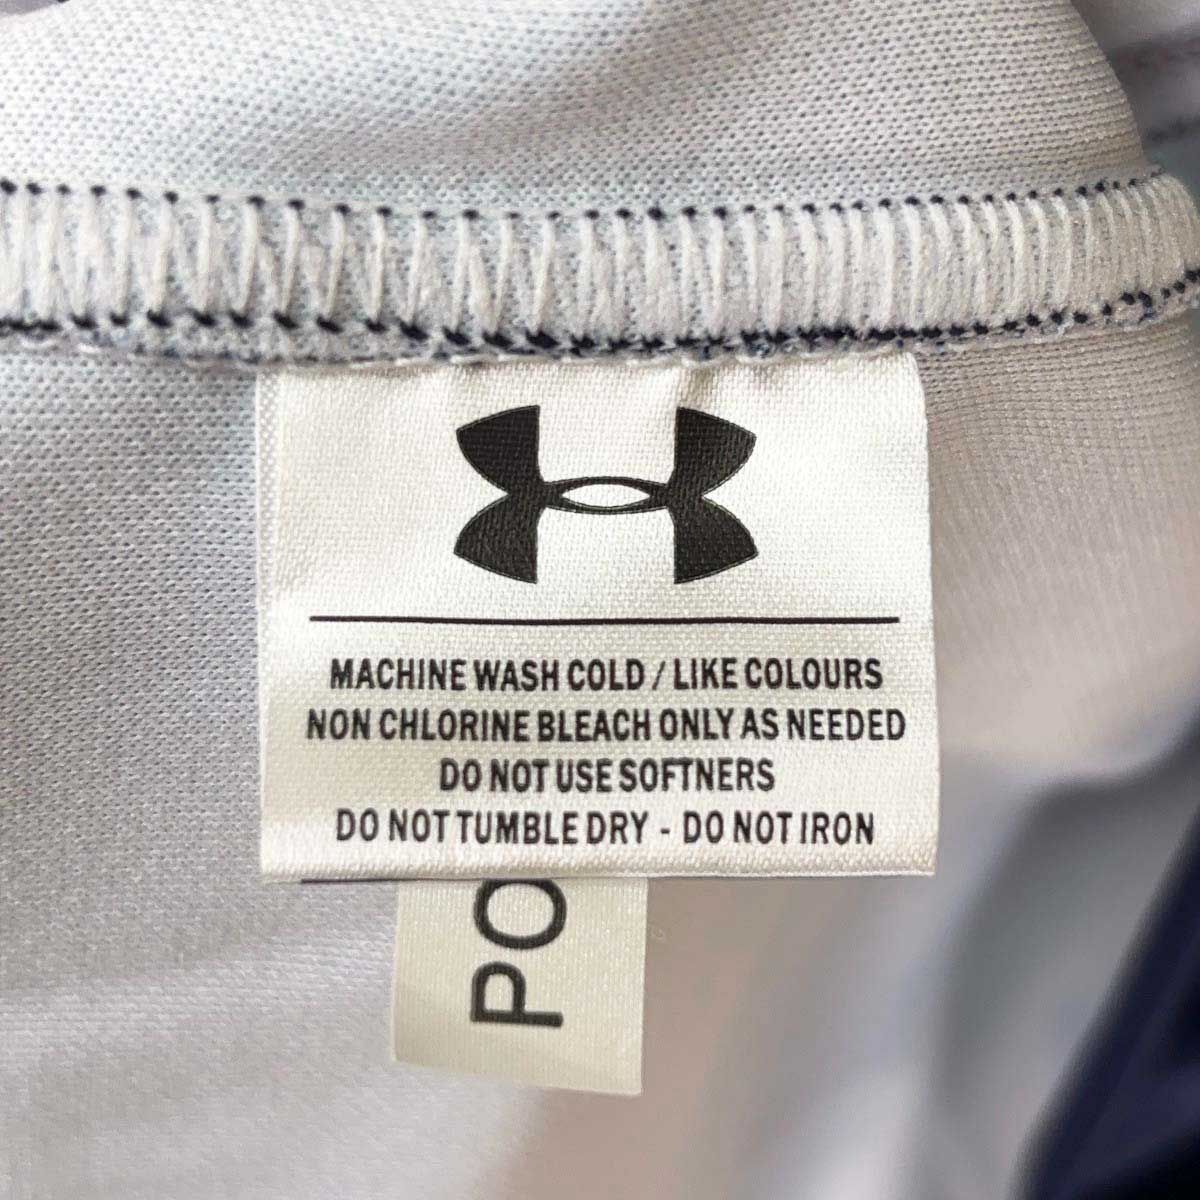 MACHINE WASH COLD / LIKE COLOURS
NON CHLORINE BLEACH ONLY AS NEEDED
DO NOT USE SOFTNERS
DO NOT TUMBLE DRY - DO NOT IRON
PO